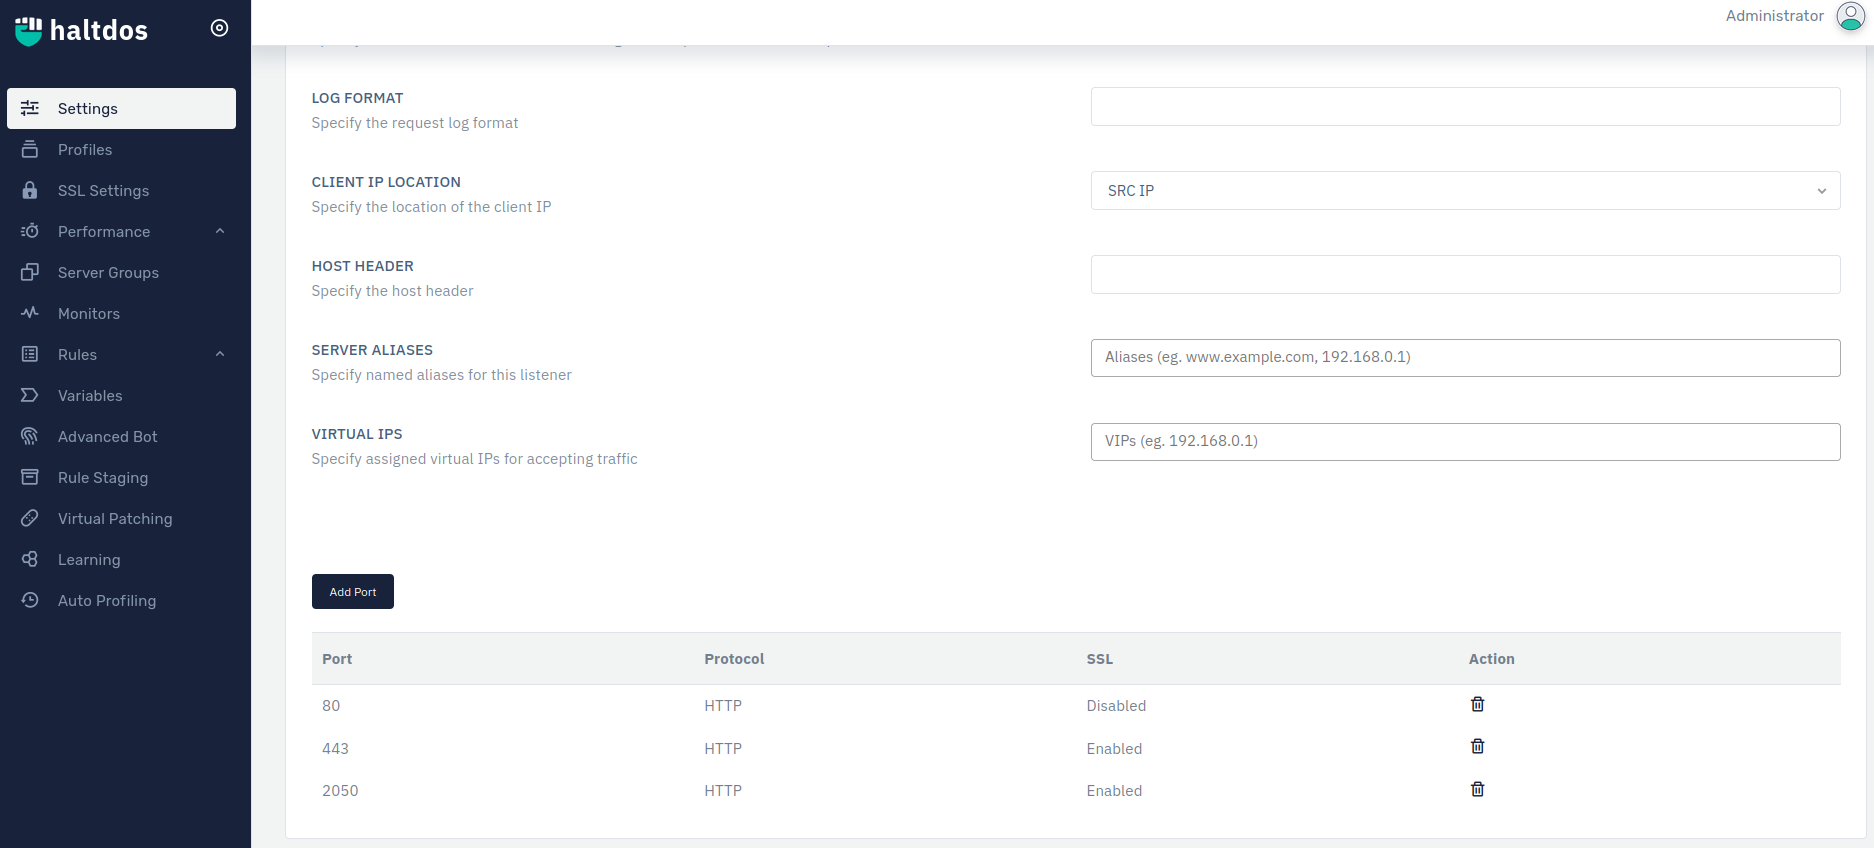 haltdos
Administrator
Settings
Profiles
SSL Settings
Performance
Server Groups
Monitors
Rules
Variables
Advanced Bot
Rule Staging
Virtual Patching
Learning
Auto Profiling
LOG FORMAT
Specify the request log format
CLIENT IP LOCATION
Specify the location of the client IP
SRC IP
HOST HEADER
Specify the host header
SERVER ALIASES
Specify named aliases for this listener
Aliases (eg. www.example.com, 192.168.0.1)
VIRTUAL IPS
Specify assigned virtual IPs for accepting traffic
VIPs (eg. 192.168.0.1)
Add Port
Port Protocol SSL Action
80 HTTP Disabled
443 HTTP Enabled
2050 HTTP Enabled